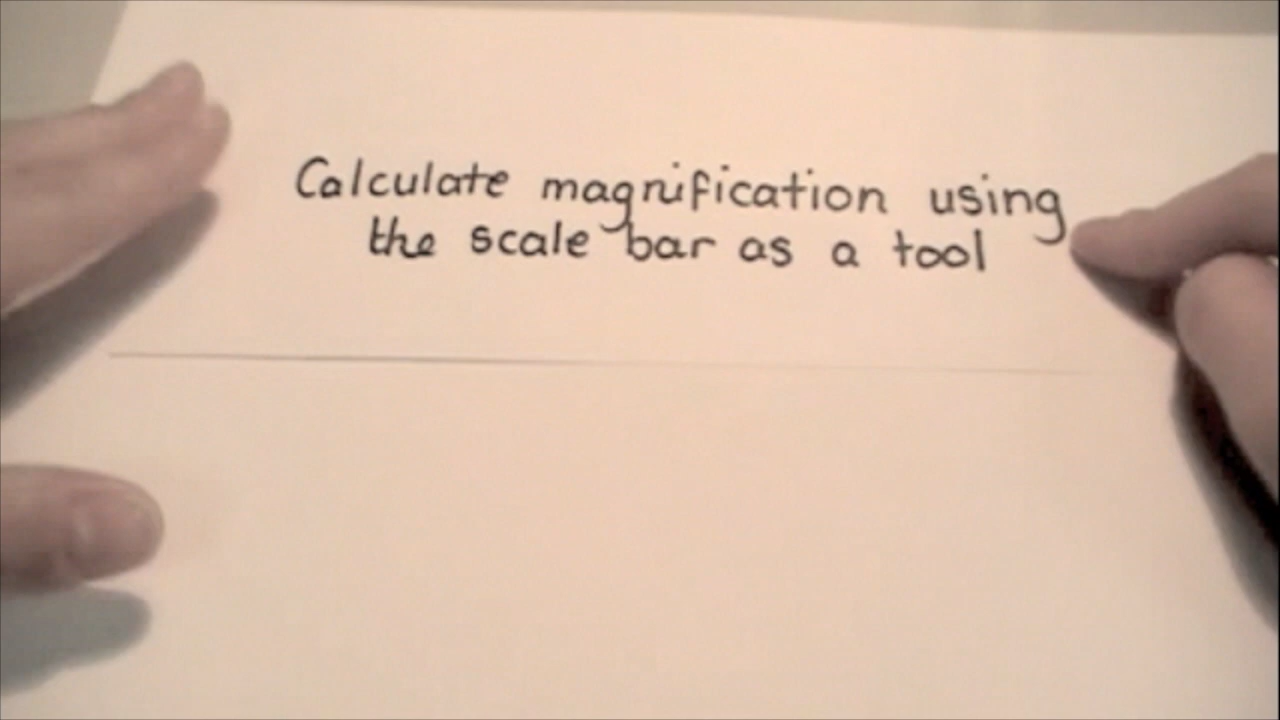 Calculate magnification using
the scale bar as a tool